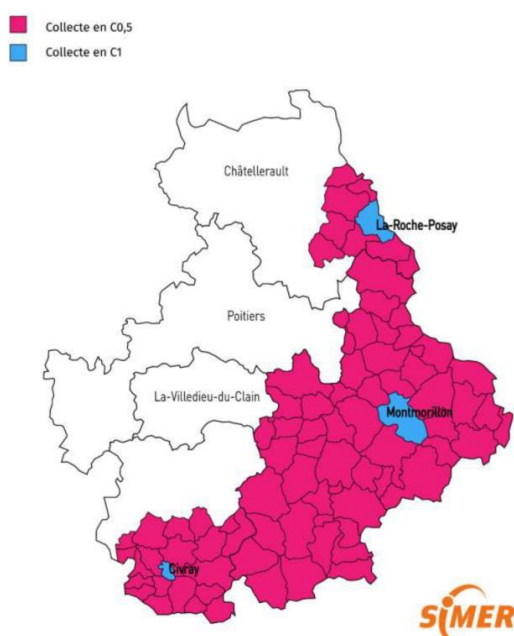 Collecte en C0,5
Collecte en C1
Châtellerault
La-Roche-Posay
Poitiers
La-Villedieu-du-Clain
Montmorillon
Civray
SIMER